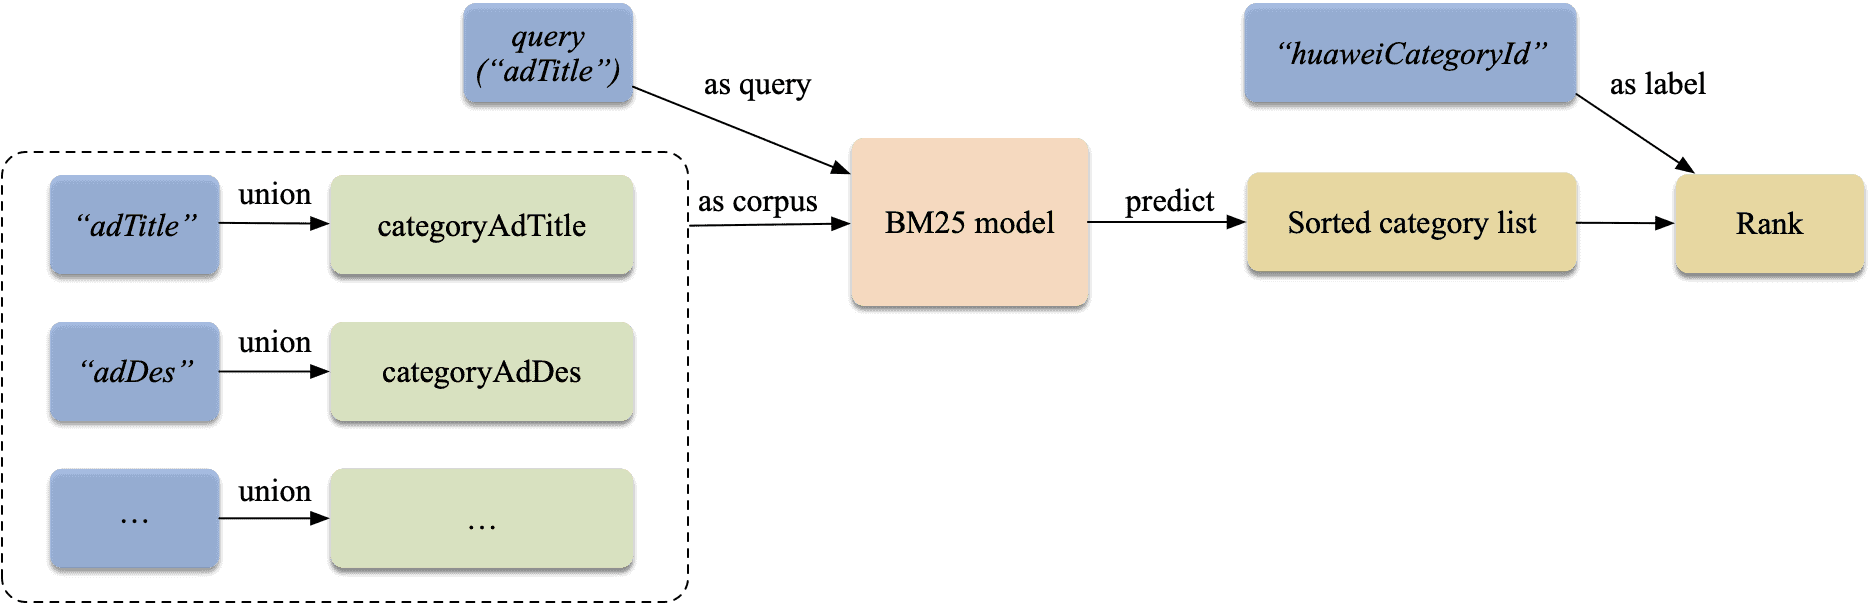 query
(“adTitle”)
as query
“huaweiCategoryId”
as label
“adTitle”
union
categoryAdTitle
as corpus
BM25 model
predict
Sorted category list
Rank
“adDes”
union
categoryAdDes
…
union
…